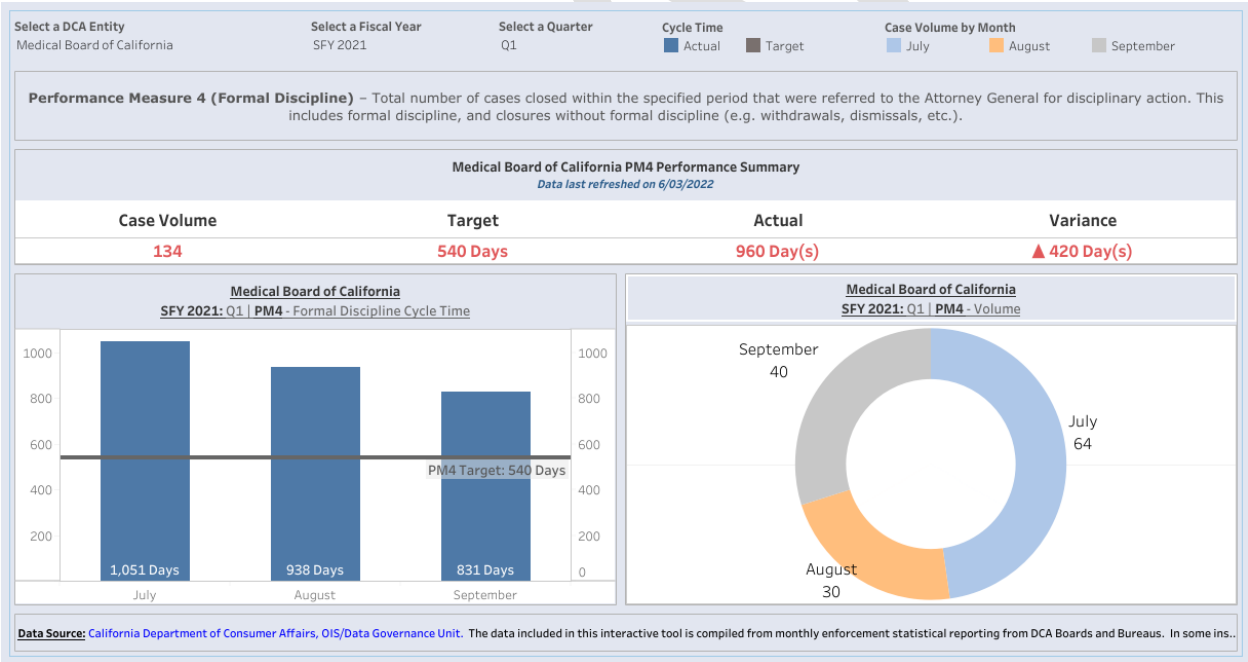 Select a DCA Entity
Medical Board of California
Select a Fiscal Year
SFY 2021
Select a Quarter
Q1
Cycle Time
Actual
Target
Case Volume by Month
July
August
September
Performance Measure 4 (Formal Discipline) – Total number of cases closed within the specified period that were referred to the Attorney General for disciplinary action. This
includes formal discipline, and closures without formal discipline (e.g. withdrawals, dismissals, etc.).
Medical Board of California PM4 Performance Summary
Data last refreshed on 6/03/2022
Case Volume
Target
Actual
Variance
134
540 Days
960 Day(s)
▲ 420 Day(s)
Medical Board of California
SFY 2021: Q1 | PM4 - Formal Discipline Cycle Time
1000
800
600
400
200
1000
800
600
400
200
0
PM4 Target: 540 Days
1,051 Days
938 Days
831 Days
July
August
September
Medical Board of California
SFY 2021: Q1 | PM4 - Volume
September
40
July
64
August
30
Data Source: California Department of Consumer Affairs, OIS/Data Governance Unit. The data included in this interactive tool is compiled from monthly enforcement statistical reporting from DCA Boards and Bureaus. In some ins..